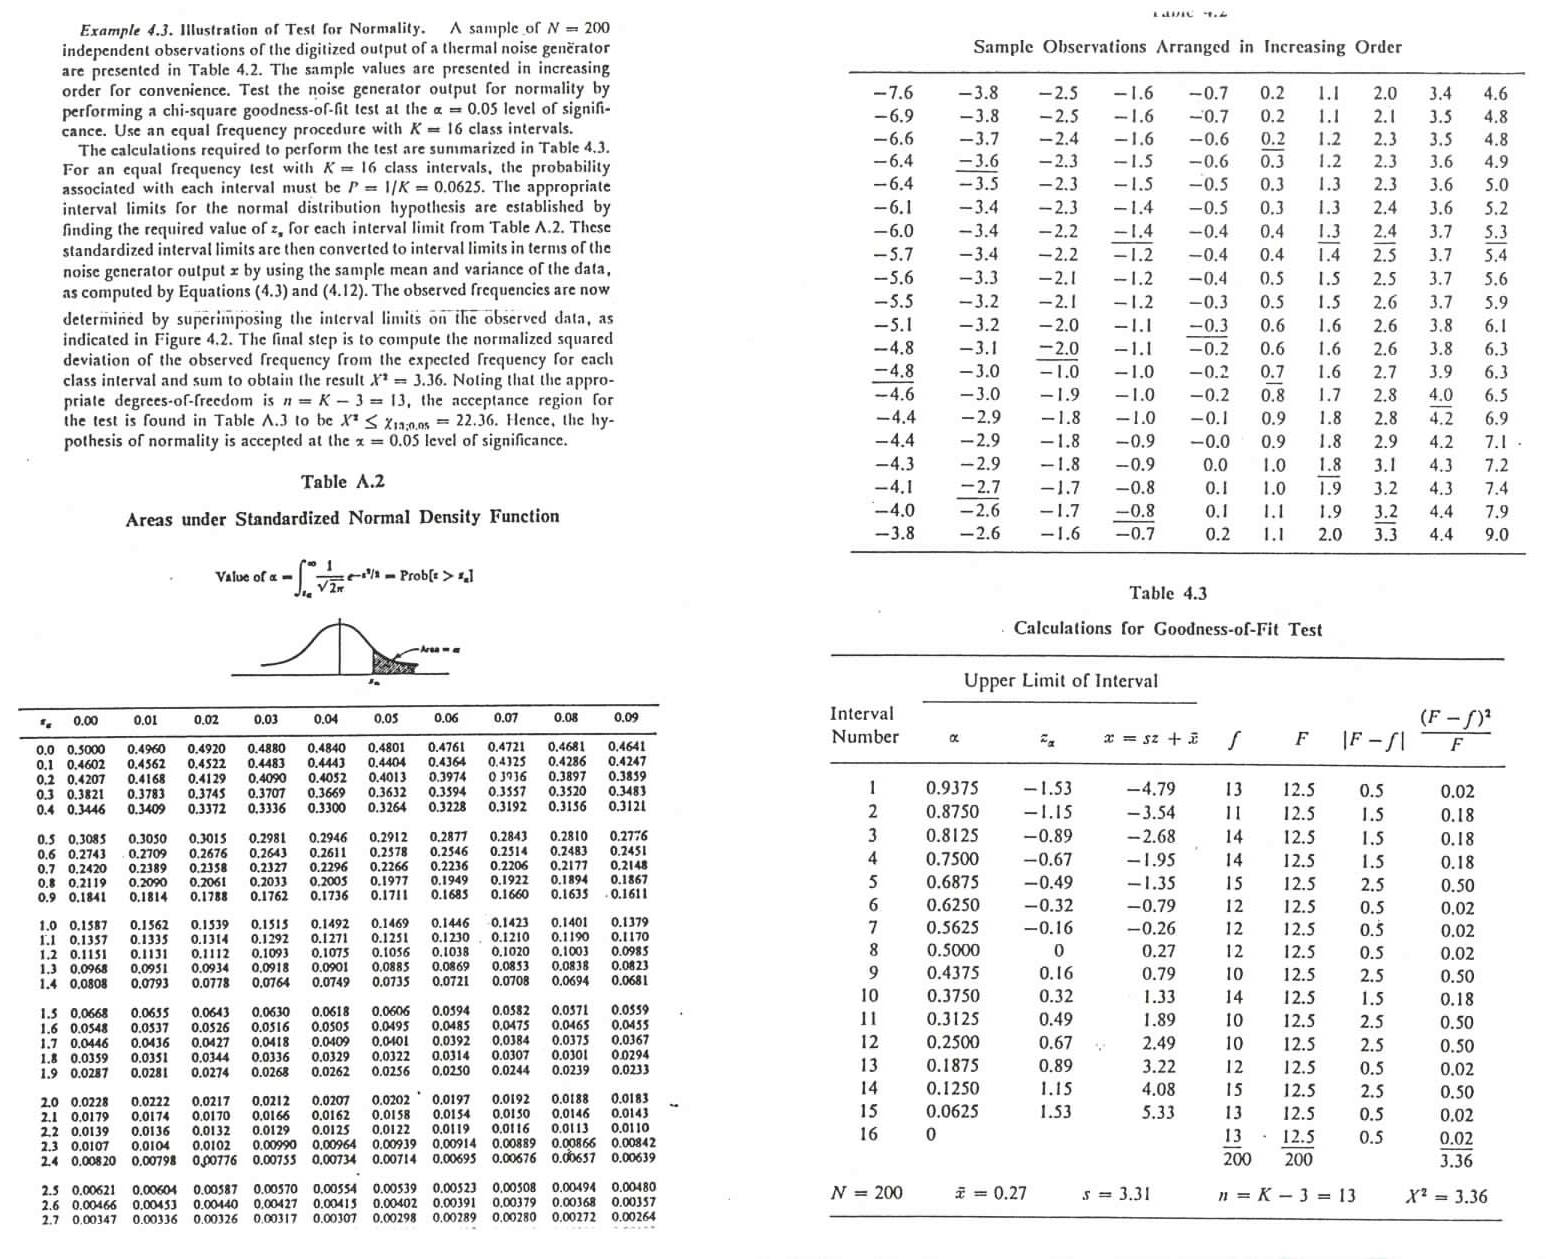 Example 4.3. Illustration of Test for Normality. A sample of N = 200
independent observations of the digitized output of a thermal noise generator
are presented in Table 4.2. The sample values are presented in increasing
order for convenience. Test the noise generator output for normality by
performing a chi-square goodness-of-fit test at the α = 0.05 level of signifi-
cance. Use an equal frequency procedure with K = 16 class intervals.
The calculations required to perform the test are summarized in Table 4.3.
For an equal frequency test with K = 16 class intervals, the probability
associated with each interval must be P = 1/K = 0.0625. The appropriate
interval limits for the normal distribution hypothesis are established by
finding the required value of zα for each interval limit from Table A.2. These
standardized interval limits are then converted to interval limits in terms of the
noise generator output x by using the sample mean and variance of the data,
as computed by Equations (4.3) and (4.12). The observed frequencies are now
determined by superimposing the interval limits on the observed data, as
indicated in Figure 4.2. The final step is to compute the normalized squared
deviation of the observed frequency from the expected frequency for each
class interval and sum to obtain the result X² = 3.36. Noting that the appro-
priate degrees-of-freedom is n = K − 3 = 13, the acceptance region for
the test is found in Table A.3 to be X² ≤ χ13;0.05 = 22.36. Hence, the hy-
pothesis of normality is accepted at the α = 0.05 level of significance.
Table A.2
Areas under Standardized Normal Density Function
Value of α = ∫zα∞ 1/√2π e−z²/2 = Prob[z > zα]
Area = α
zα
zα 0.00 0.01 0.02 0.03 0.04 0.05 0.06 0.07 0.08 0.09
0.0 0.5000 0.4960 0.4920 0.4880 0.4840 0.4801 0.4761 0.4721 0.4681 0.4641
0.1 0.4602 0.4562 0.4522 0.4483 0.4443 0.4404 0.4364 0.4325 0.4286 0.4247
0.2 0.4207 0.4168 0.4129 0.4090 0.4052 0.4013 0.3974 0 3936 0.3897 0.3859
0.3 0.3821 0.3783 0.3745 0.3707 0.3669 0.3632 0.3594 0.3557 0.3520 0.3483
0.4 0.3446 0.3409 0.3372 0.3336 0.3300 0.3264 0.3228 0.3192 0.3156 0.3121
0.5 0.3085 0.3050 0.3015 0.2981 0.2946 0.2912 0.2877 0.2843 0.2810 0.2776
0.6 0.2743 0.2709 0.2676 0.2643 0.2611 0.2578 0.2546 0.2514 0.2483 0.2451
0.7 0.2420 0.2389 0.2358 0.2327 0.2296 0.2266 0.2236 0.2206 0.2177 0.2148
0.8 0.2119 0.2090 0.2061 0.2033 0.2005 0.1977 0.1949 0.1922 0.1894 0.1867
0.9 0.1841 0.1814 0.1788 0.1762 0.1736 0.1711 0.1685 0.1660 0.1635 0.1611
1.0 0.1587 0.1562 0.1539 0.1515 0.1492 0.1469 0.1446 0.1423 0.1401 0.1379
1.1 0.1357 0.1335 0.1314 0.1292 0.1271 0.1251 0.1230 0.1210 0.1190 0.1170
1.2 0.1151 0.1131 0.1112 0.1093 0.1075 0.1056 0.1038 0.1020 0.1003 0.0985
1.3 0.0968 0.0951 0.0934 0.0918 0.0901 0.0885 0.0869 0.0853 0.0838 0.0823
1.4 0.0808 0.0793 0.0778 0.0764 0.0749 0.0735 0.0721 0.0708 0.0694 0.0681
1.5 0.0668 0.0655 0.0643 0.0630 0.0618 0.0606 0.0594 0.0582 0.0571 0.0559
1.6 0.0548 0.0537 0.0526 0.0516 0.0505 0.0495 0.0485 0.0475 0.0465 0.0455
1.7 0.0446 0.0436 0.0427 0.0418 0.0409 0.0401 0.0392 0.0384 0.0375 0.0367
1.8 0.0359 0.0351 0.0344 0.0336 0.0329 0.0322 0.0314 0.0307 0.0301 0.0294
1.9 0.0287 0.0281 0.0274 0.0268 0.0262 0.0256 0.0250 0.0244 0.0239 0.0233
2.0 0.0228 0.0222 0.0217 0.0212 0.0207 0.0202 0.0197 0.0192 0.0188 0.0183
2.1 0.0179 0.0174 0.0170 0.0166 0.0162 0.0158 0.0154 0.0150 0.0146 0.0143
2.2 0.0139 0.0136 0.0132 0.0129 0.0125 0.0122 0.0119 0.0116 0.0113 0.0110
2.3 0.0107 0.0104 0.0102 0.00990 0.00964 0.00939 0.00914 0.00889 0.00866 0.00842
2.4 0.00820 0.00798 0.00776 0.00755 0.00734 0.00714 0.00695 0.00676 0.00657 0.00639
2.5 0.00621 0.00604 0.00587 0.00570 0.00554 0.00539 0.00523 0.00508 0.00494 0.00480
2.6 0.00466 0.00453 0.00440 0.00427 0.00415 0.00402 0.00391 0.00379 0.00368 0.00357
2.7 0.00347 0.00336 0.00326 0.00317 0.00307 0.00298 0.00289 0.00280 0.00272 0.00264
Table 4.2
Sample Observations Arranged in Increasing Order
−7.6 −3.8 −2.5 −1.6 −0.7 0.2 1.1 2.0 3.4 4.6
−6.9 −3.8 −2.5 −1.6 −0.7 0.2 1.1 2.1 3.5 4.8
−6.6 −3.7 −2.4 −1.6 −0.6 0.2 1.2 2.3 3.5 4.8
−6.4 −3.6 −2.3 −1.5 −0.6 0.3 1.2 2.3 3.6 4.9
−6.4 −3.5 −2.3 −1.5 −0.5 0.3 1.3 2.3 3.6 5.0
−6.1 −3.4 −2.3 −1.4 −0.5 0.3 1.3 2.4 3.6 5.2
−6.0 −3.4 −2.2 −1.4 −0.4 0.4 1.3 2.4 3.7 5.3
−5.7 −3.4 −2.2 −1.2 −0.4 0.4 1.4 2.5 3.7 5.4
−5.6 −3.3 −2.1 −1.2 −0.4 0.5 1.5 2.5 3.7 5.6
−5.5 −3.2 −2.1 −1.2 −0.3 0.5 1.5 2.6 3.7 5.9
−5.1 −3.2 −2.0 −1.1 −0.3 0.6 1.6 2.6 3.8 6.1
−4.8 −3.1 −2.0 −1.1 −0.2 0.6 1.6 2.6 3.8 6.3
−4.8 −3.0 −1.0 −1.0 −0.2 0.7 1.6 2.7 3.9 6.3
−4.6 −3.0 −1.9 −1.0 −0.2 0.8 1.7 2.8 4.0 6.5
−4.4 −2.9 −1.8 −1.0 −0.1 0.9 1.8 2.8 4.2 6.9
−4.4 −2.9 −1.8 −0.9 −0.0 0.9 1.8 2.9 4.2 7.1
−4.3 −2.9 −1.8 −0.9 0.0 1.0 1.8 3.1 4.3 7.2
−4.1 −2.7 −1.7 −0.8 0.1 1.0 1.9 3.2 4.3 7.4
−4.0 −2.6 −1.7 −0.8 0.1 1.1 1.9 3.2 4.4 7.9
−3.8 −2.6 −1.6 −0.7 0.2 1.1 2.0 3.3 4.4 9.0
Table 4.3
Calculations for Goodness-of-Fit Test
Upper Limit of Interval
Interval Number α zα x = sz + x̄ f F |F − f| (F − f)²/F
1 0.9375 −1.53 −4.79 13 12.5 0.5 0.02
2 0.8750 −1.15 −3.54 11 12.5 1.5 0.18
3 0.8125 −0.89 −2.68 14 12.5 1.5 0.18
4 0.7500 −0.67 −1.95 14 12.5 1.5 0.18
5 0.6875 −0.49 −1.35 15 12.5 2.5 0.50
6 0.6250 −0.32 −0.79 12 12.5 0.5 0.02
7 0.5625 −0.16 −0.26 12 12.5 0.5 0.02
8 0.5000 0 0.27 12 12.5 0.5 0.02
9 0.4375 0.16 0.79 10 12.5 2.5 0.50
10 0.3750 0.32 1.33 14 12.5 1.5 0.18
11 0.3125 0.49 1.89 10 12.5 2.5 0.50
12 0.2500 0.67 2.49 10 12.5 2.5 0.50
13 0.1875 0.89 3.22 12 12.5 0.5 0.02
14 0.1250 1.15 4.08 15 12.5 2.5 0.50
15 0.0625 1.53 5.33 13 12.5 0.5 0.02
16 0 13 12.5 0.5 0.02
200 200 3.36
N = 200 x̄ = 0.27 s = 3.31 n = K − 3 = 13 X² = 3.36